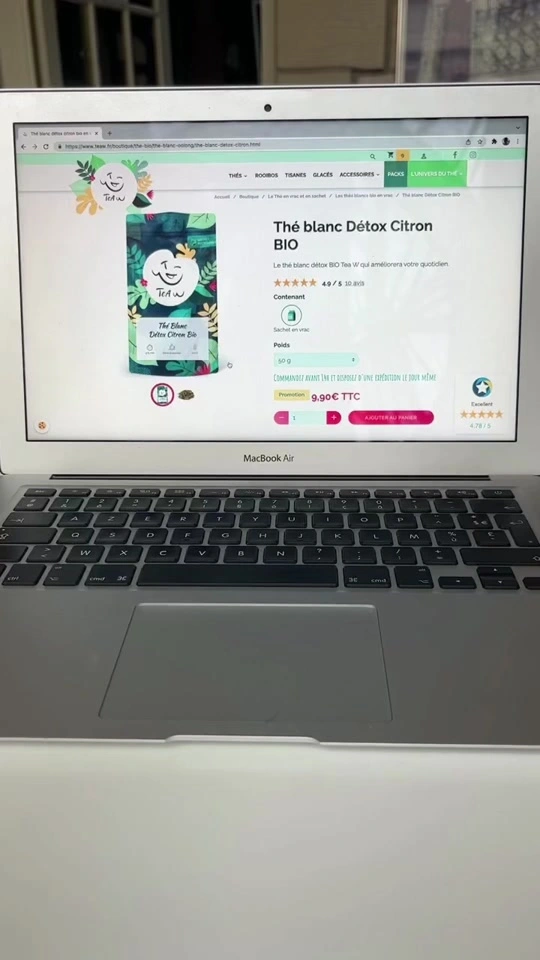 Thé blanc détox citron bio en v
https://www.teaw.fr/boutique/the-bio/the-blanc-oolong/the-blanc-detox-citron.html
TEA W
THÉS ROOIBOS TISANES GLACÉS ACCESSOIRES PACKS L'UNIVERS DU THÉ
Accueil / Boutique / Le Thé en vrac et en sachet / Les thés blancs bio en vrac / Thé blanc Détox Citron BIO
TEA W
Thé Blanc
Détox Citron Bio
Thé blanc Détox Citron
BIO
Le thé blanc détox BIO Tea W qui améliorera votre quotidien.
4.9 / 5 10 avis
Contenant
Sachet en vrac
Poids
50 g
COMMANDEZ AVANT 14H ET DISPOSEZ D'UNE EXPÉDITION LE JOUR MÊME
Promotion 9,90€ TTC
- 1 + AJOUTER AU PANIER
Excellent
4.78 / 5
MacBook Air
A Z E R T Y U I O P
Q S D F G H J K L M
W X C V B N
ctrl cmd cmd